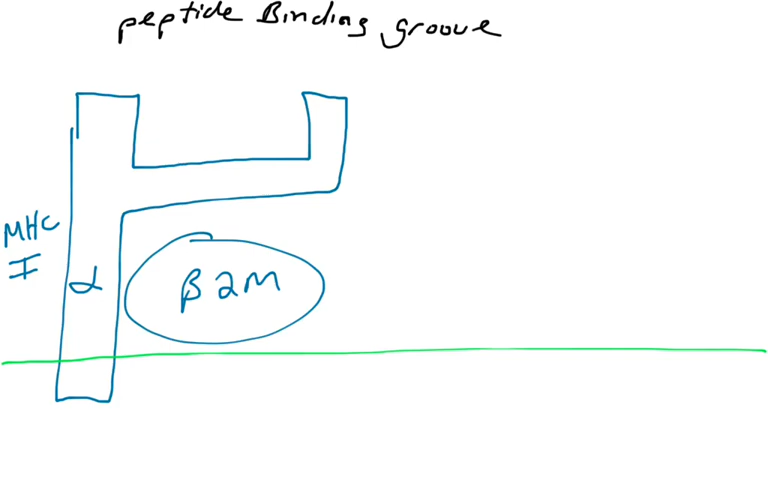 peptide Binding groove
MHC
I
α
β2M